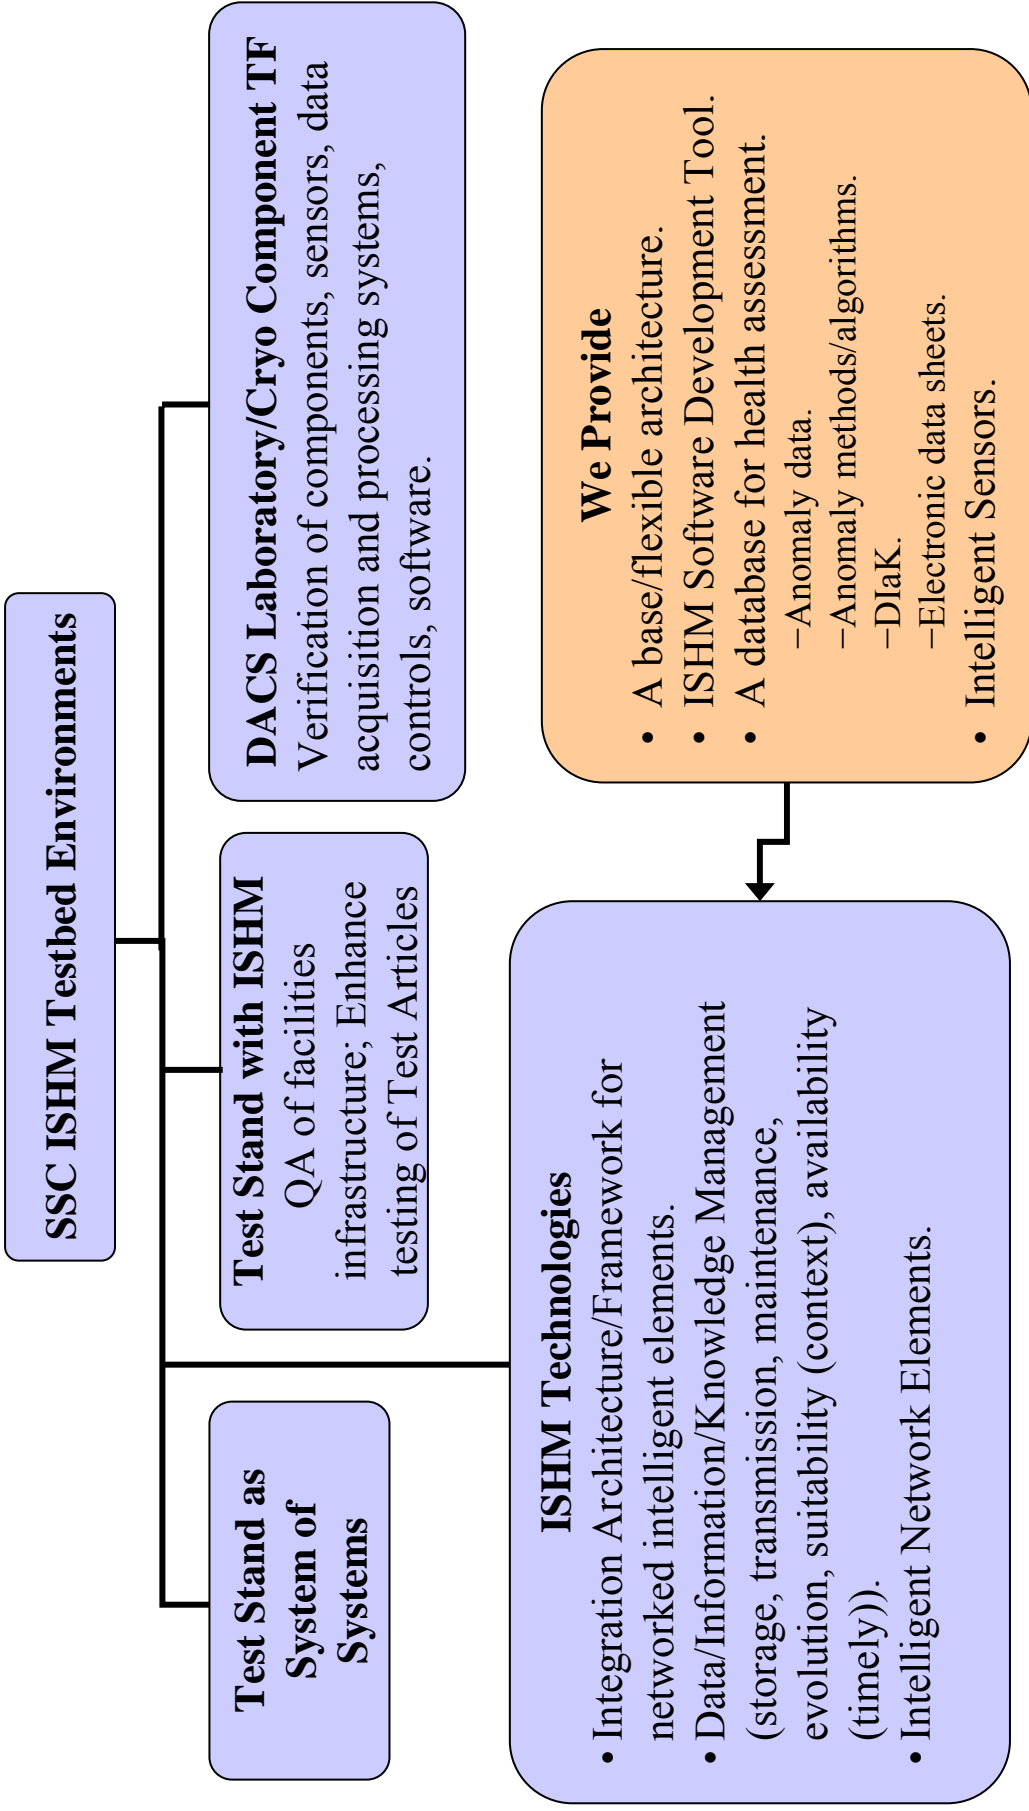 SSC ISHM Testbed Environments
Test Stand as
System of
Systems
Test Stand with ISHM
QA of facilities
infrastructure; Enhance
testing of Test Articles
DACS Laboratory/Cryo Component TF
Verification of components, sensors, data
acquisition and processing systems,
controls, software.
ISHM Technologies
• Integration Architecture/Framework for
networked intelligent elements.
• Data/Information/Knowledge Management
(storage, transmission, maintenance,
evolution, suitability (context), availability
(timely)).
• Intelligent Network Elements.
We Provide
• A base/flexible architecture.
• ISHM Software Development Tool.
• A database for health assessment.
–Anomaly data.
–Anomaly methods/algorithms.
–DIaK.
–Electronic data sheets.
• Intelligent Sensors.